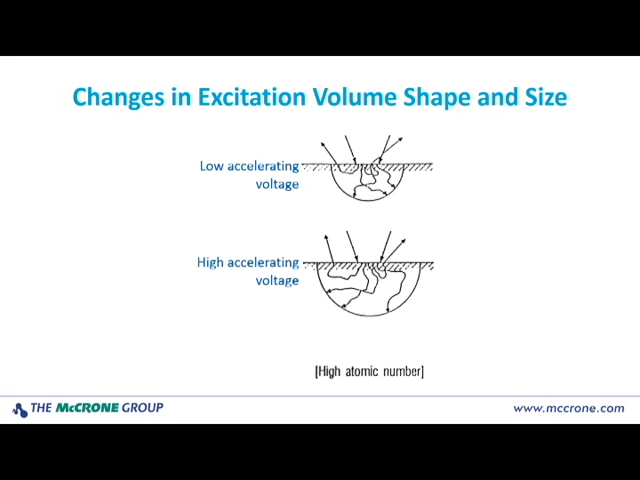 Changes in Excitation Volume Shape and Size
Low accelerating
voltage
High accelerating
voltage
[High atomic number]
THE McCRONE GROUP
www.mccrone.com